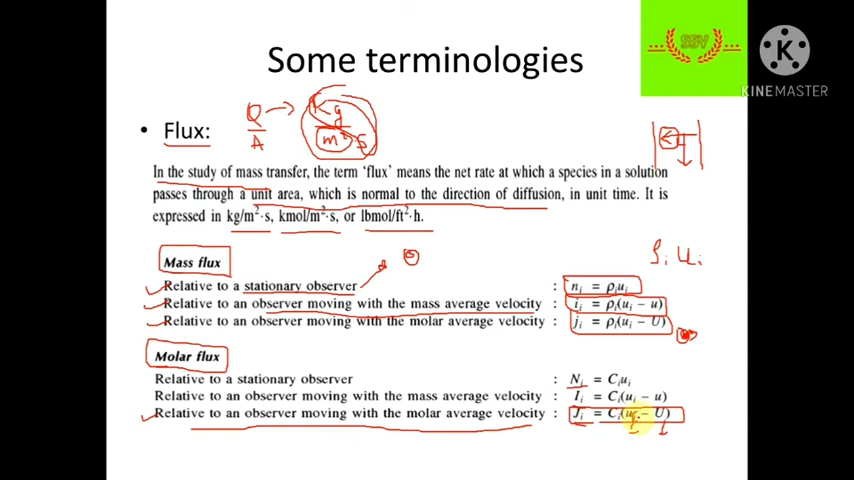 SSV
K
KINEMASTER
Some terminologies
• Flux:
Q/A → kg/m² s
In the study of mass transfer, the term ‘flux’ means the net rate at which a species in a solution
passes through a unit area, which is normal to the direction of diffusion, in unit time. It is
expressed in kg/m²·s, kmol/m²·s, or lbmol/ft²·h.
ρi ui
Mass flux
Relative to a stationary observer : ni = ρiui
Relative to an observer moving with the mass average velocity : ii = ρi(ui – u)
Relative to an observer moving with the molar average velocity : ji = ρi(ui – U)
Molar flux
Relative to a stationary observer : Ni = Ciui
Relative to an observer moving with the mass average velocity : Ii = Ci(ui – u)
Relative to an observer moving with the molar average velocity : Ji = Ci(ui – U)